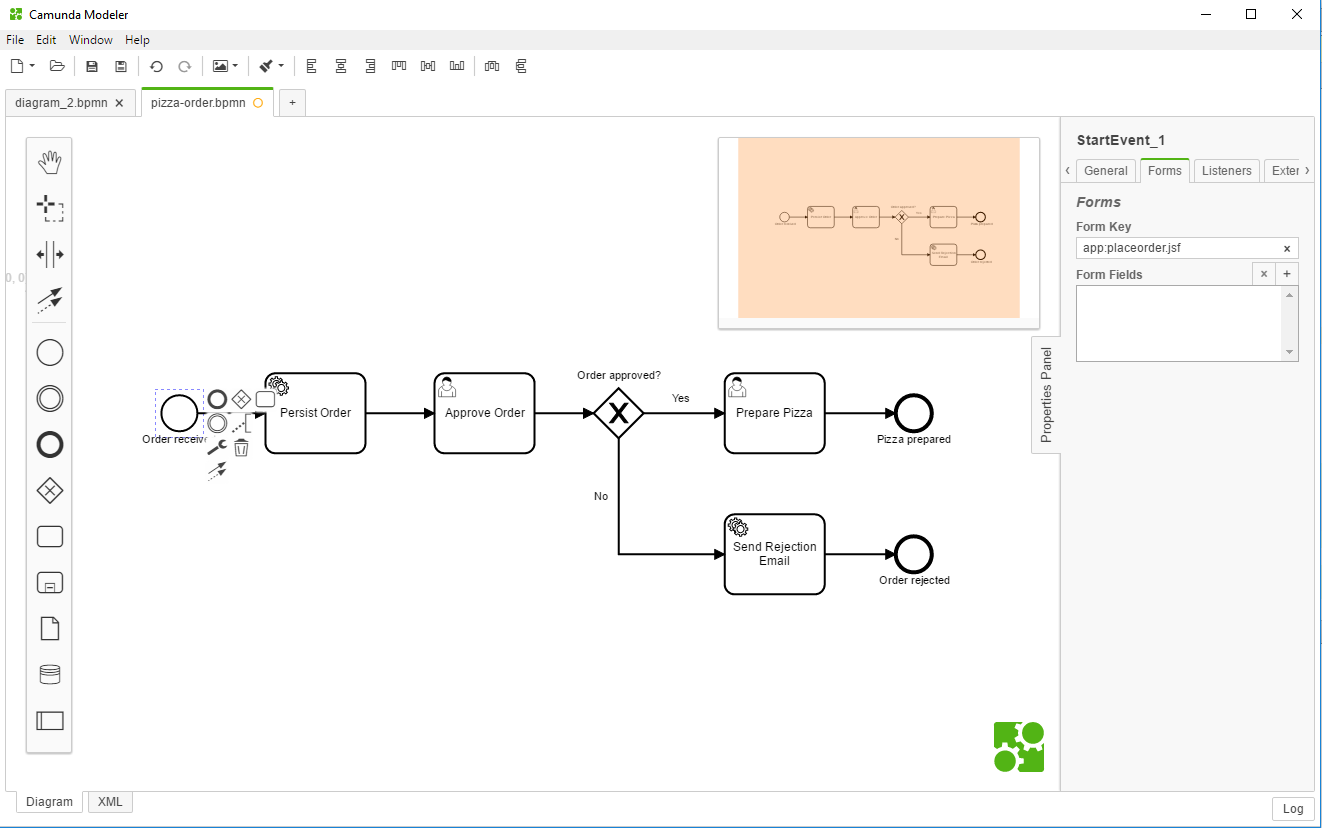 Camunda Modeler
File Edit Window Help
diagram_2.bpmn × pizza-order.bpmn +
StartEvent_1
General Forms Listeners Exter
Forms
Form Key
app:placeorder.jsf ×
Form Fields × +
0, 0
Properties Panel
Order approved?
Persist Order
Approve Order
Yes
Prepare Pizza
Order receive
Pizza prepared
No
Send Rejection
Email
Order rejected
Diagram XML
Log